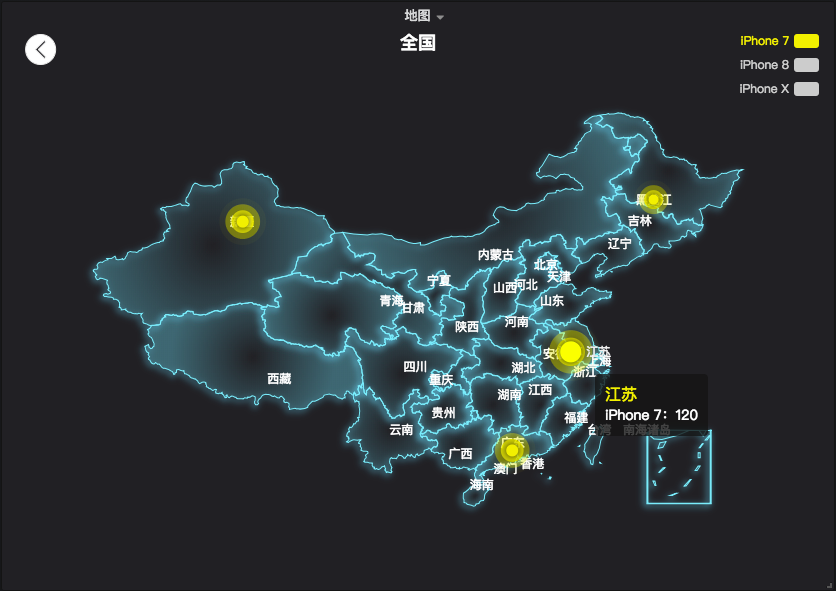 地图
全国
iPhone 7
iPhone 8
iPhone X
黑 江
吉林
辽宁
内蒙古
北京
天津
宁夏
山西
河北
青海
甘肃
山东
陕西
河南
江苏
上海
四川
湖北
浙江
西藏
重庆
湖南
江西
江苏
iPhone 7：120
贵州
福建
云南
台湾
南海诸岛
广东
广西
香港
澳门
海南